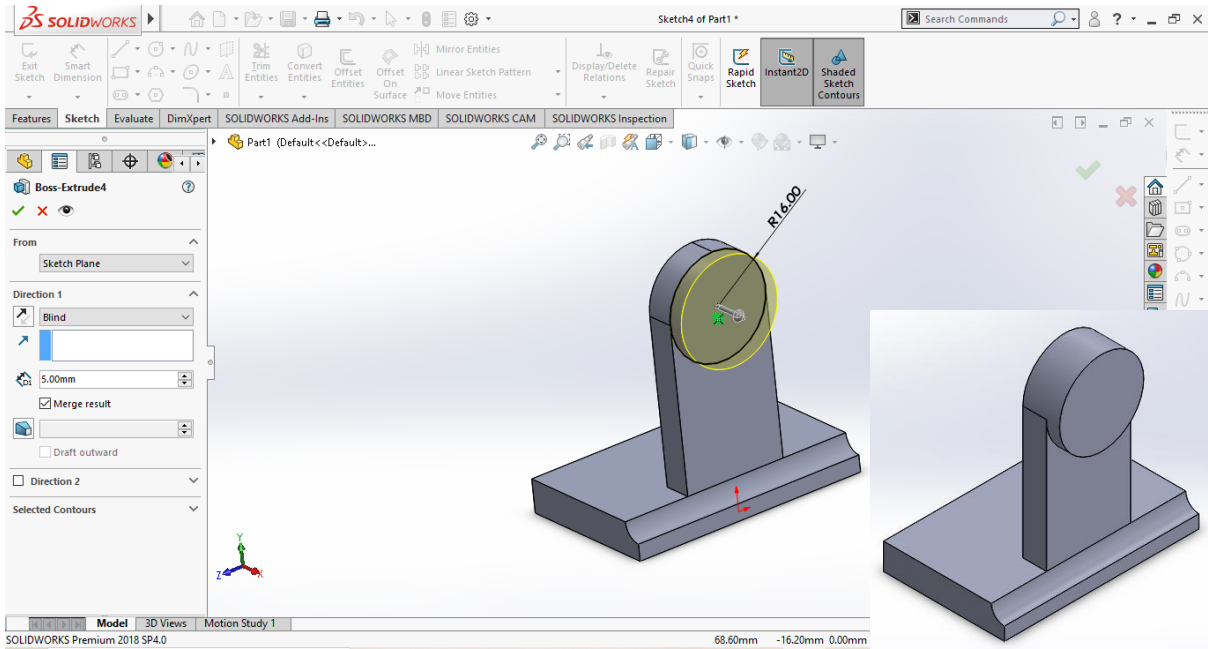 SOLIDWORKS
Sketch4 of Part1 *
Search Commands
?
Exit Sketch
Smart Dimension
Trim Entities
Convert Entities
Offset Entities
Offset On Surface
Mirror Entities
Linear Sketch Pattern
Move Entities
Display/Delete Relations
Repair Sketch
Quick Snaps
Rapid Sketch
Instant2D
Shaded Sketch Contours
Features Sketch Evaluate DimXpert SOLIDWORKS Add-Ins SOLIDWORKS MBD SOLIDWORKS CAM SOLIDWORKS Inspection
Part1 (Default<<Default>...
Boss-Extrude4
From
Sketch Plane
Direction 1
Blind
D1
5.00mm
Merge result
Draft outward
Direction 2
Selected Contours
R16.00
Y
Z
X
Model 3D Views Motion Study 1
SOLIDWORKS Premium 2018 SP4.0
68.60mm -16.20mm 0.00mm